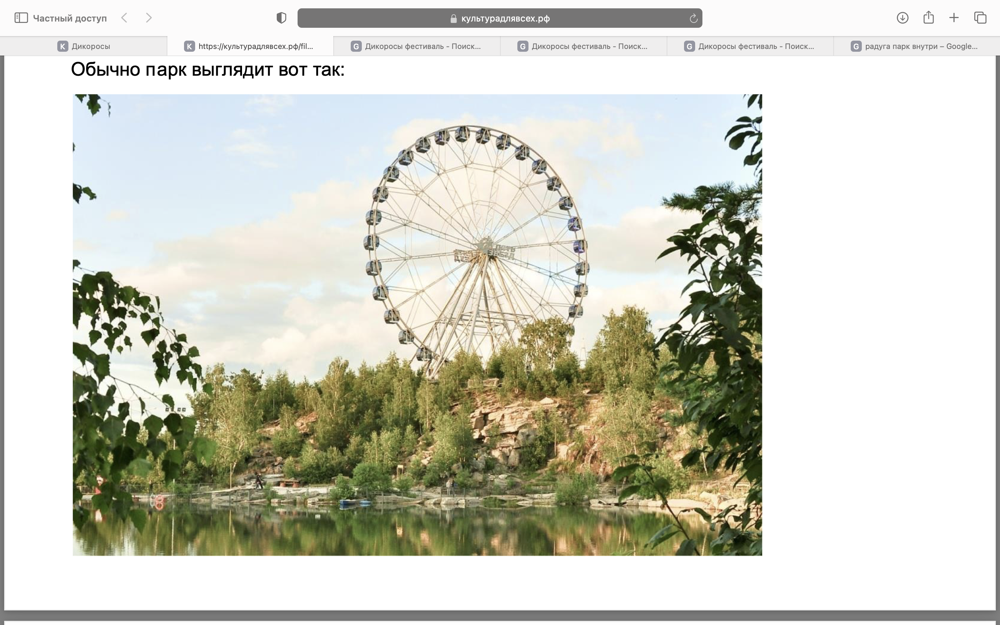 Частный доступ
культурадлявсех.рф
K Дикоросы
K https://культурадлявсех.рф/fil...
G Дикоросы фестиваль - Поиск...
G Дикоросы фестиваль - Поиск...
G Дикоросы фестиваль - Поиск...
G радуга парк внутри – Google...
Обычно парк выглядит вот так: